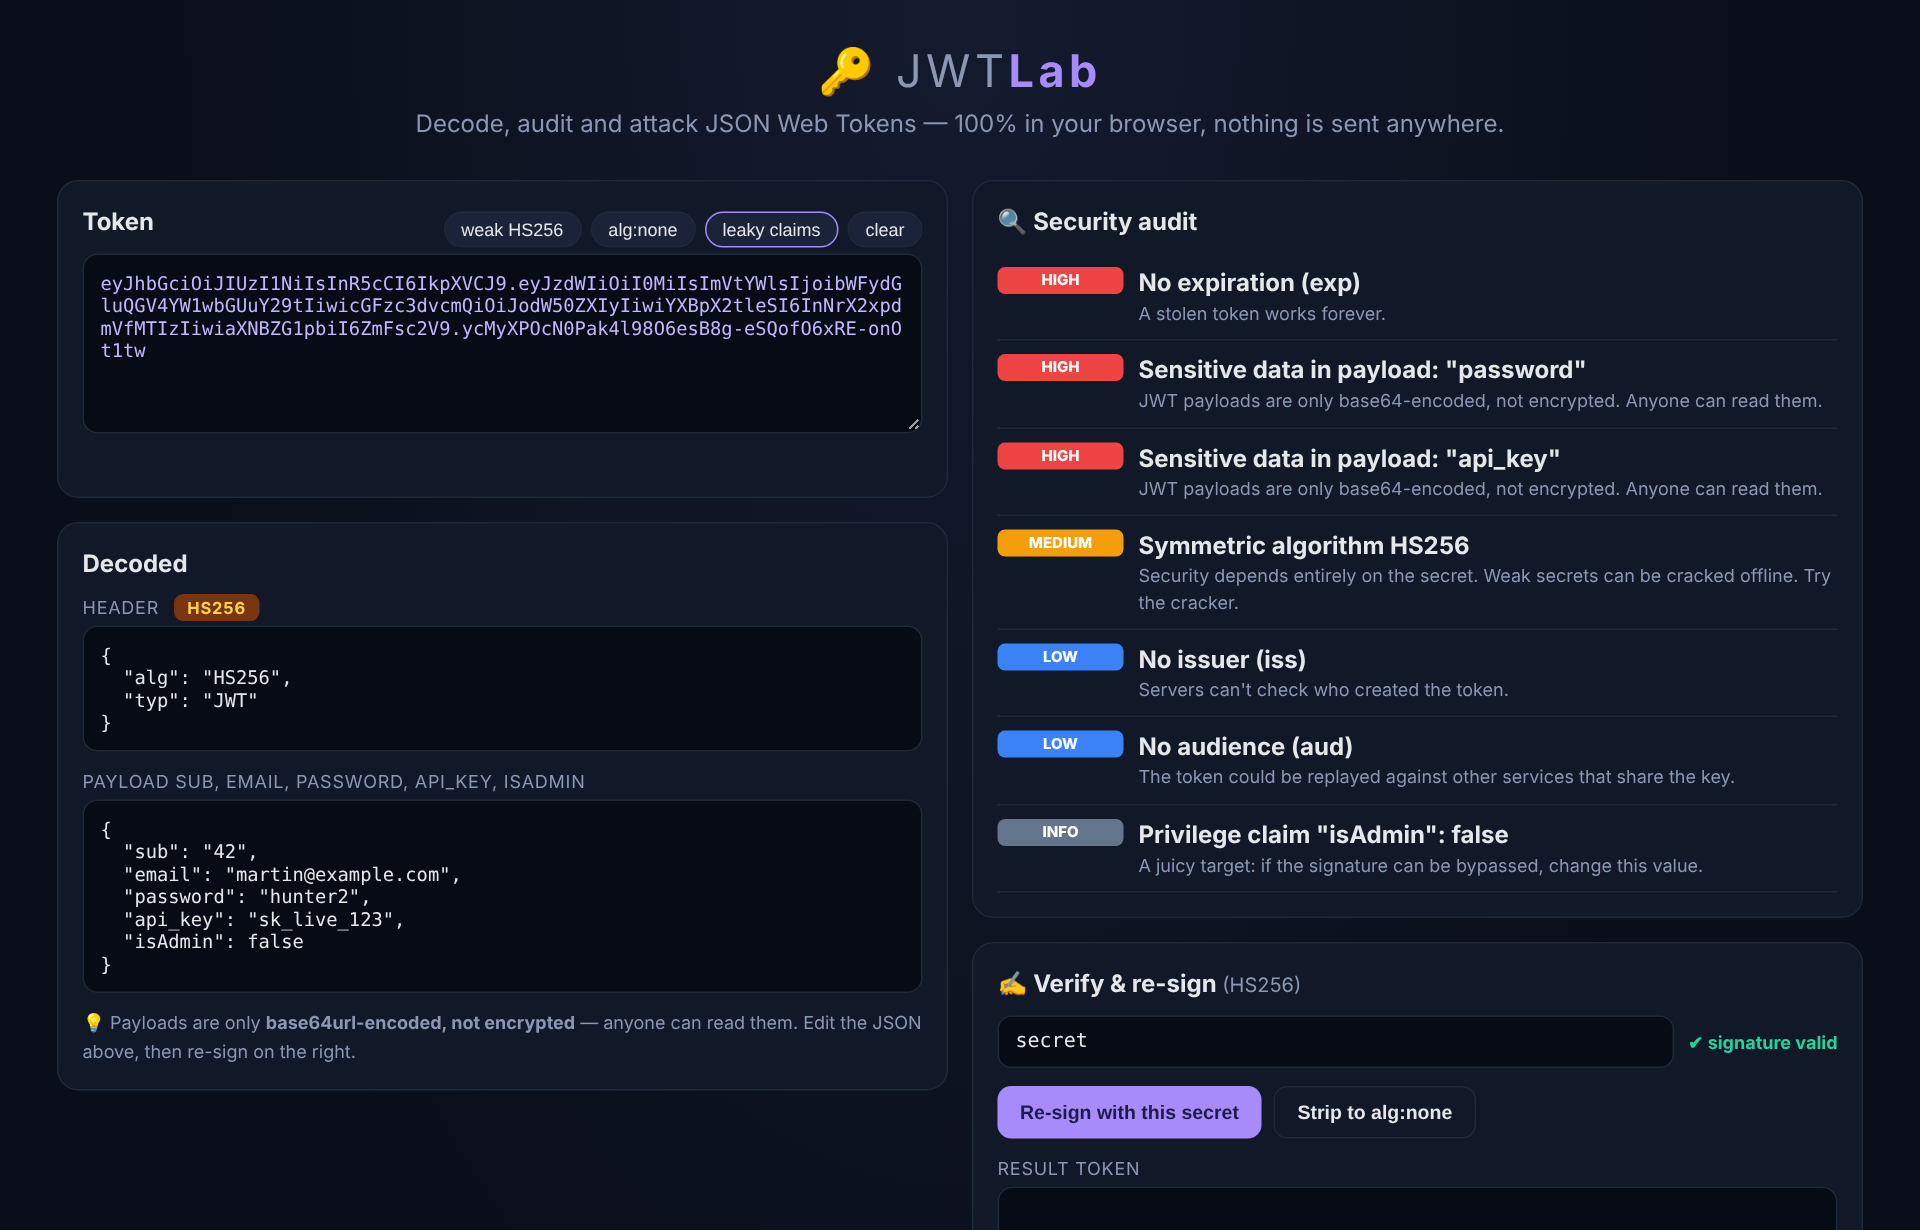 🔑 JWTLab
Decode, audit and attack JSON Web Tokens — 100% in your browser, nothing is sent anywhere.
Token
weak HS256
alg:none
leaky claims
clear
eyJhbGciOiJIUzI1NiIsInR5cCI6IkpXVCJ9.eyJzdWIiOiI0MiIsImVtYWlsIjoibWFydG
luQGV4YW1wbGUuY29tIiwicGFzc3dvcmQiOiJodW50ZXIyIiwiYXBpX2tleSI6InNrX2xpd
mVfMTIzIiwiaXNBZG1pbiI6ZmFsc2V9.ycMyXPOcN0Pak4l98O6esB8g-eSQofO6xRE-onO
t1tw
Decoded
HEADER HS256
{
  "alg": "HS256",
  "typ": "JWT"
}
PAYLOAD SUB, EMAIL, PASSWORD, API_KEY, ISADMIN
{
  "sub": "42",
  "email": "martin@example.com",
  "password": "hunter2",
  "api_key": "sk_live_123",
  "isAdmin": false
}
💡 Payloads are only base64url-encoded, not encrypted — anyone can read them. Edit the JSON
above, then re-sign on the right.
🔍 Security audit
HIGH
No expiration (exp)
A stolen token works forever.
HIGH
Sensitive data in payload: "password"
JWT payloads are only base64-encoded, not encrypted. Anyone can read them.
HIGH
Sensitive data in payload: "api_key"
JWT payloads are only base64-encoded, not encrypted. Anyone can read them.
MEDIUM
Symmetric algorithm HS256
Security depends entirely on the secret. Weak secrets can be cracked offline. Try
the cracker.
LOW
No issuer (iss)
Servers can't check who created the token.
LOW
No audience (aud)
The token could be replayed against other services that share the key.
INFO
Privilege claim "isAdmin": false
A juicy target: if the signature can be bypassed, change this value.
✍️ Verify & re-sign (HS256)
secret
✔ signature valid
Re-sign with this secret
Strip to alg:none
RESULT TOKEN